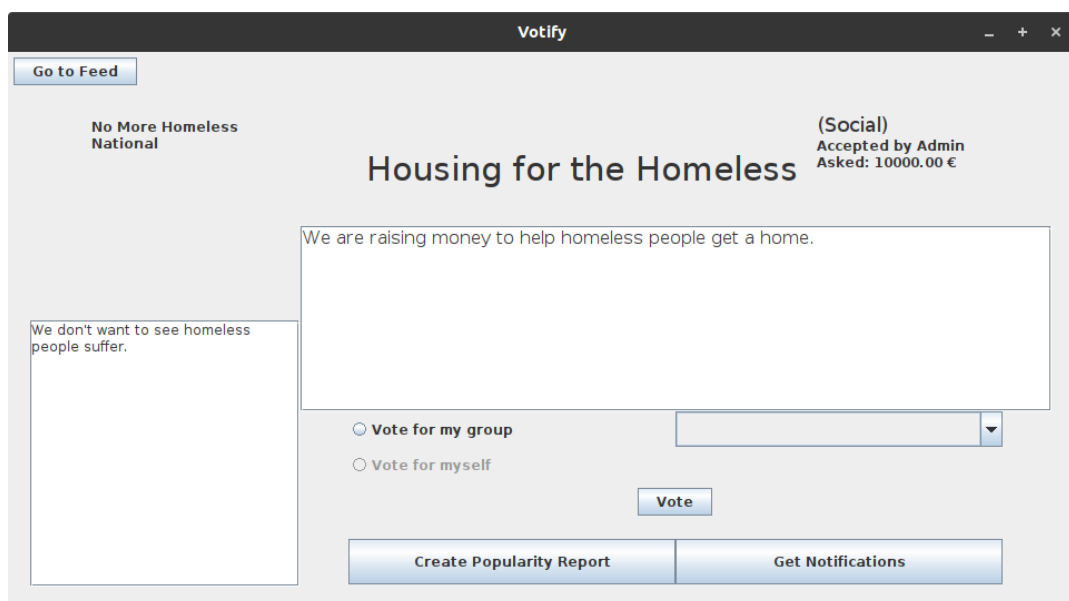 Votify
Go to Feed
No More Homeless
National
(Social)
Accepted by Admin
Asked: 10000.00 €
Housing for the Homeless
We are raising money to help homeless people get a home.
We don't want to see homeless
people suffer.
Vote for my group
Vote for myself
Vote
Create Popularity Report
Get Notifications